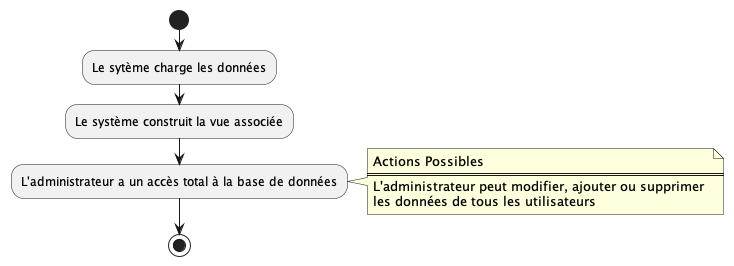 Le sytème charge les données
Le système construit la vue associée
L'administrateur a un accès total à la base de données
Actions Possibles
L'administrateur peut modifier, ajouter ou supprimer
les données de tous les utilisateurs